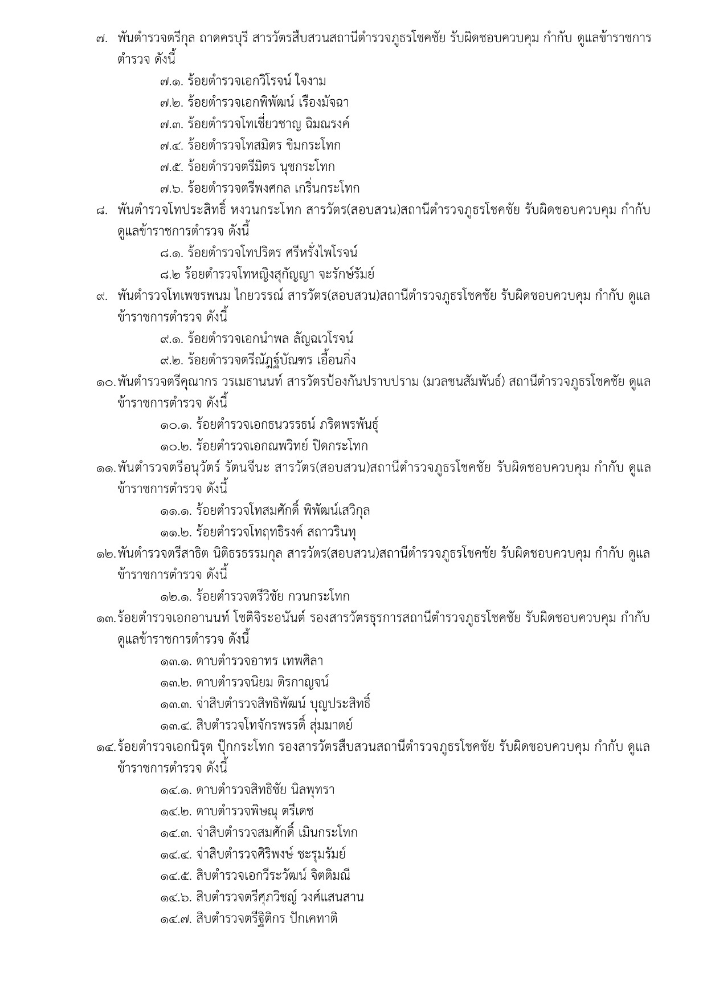 ๗. พันตำรวจตรีกุล ถาดครบุรี สารวัตรสืบสวนสถานีตำรวจภูธรโชคชัย รับผิดชอบควบคุม กำกับ ดูแลข้าราชการ
ตำรวจ ดังนี้
๗.๑. ร้อยตำรวจเอกวิโรจน์ ใจงาม
๗.๒. ร้อยตำรวจเอกพิพัฒน์ เรืองมัจฉา
๗.๓. ร้อยตำรวจโทเชี่ยวชาญ ฉิมณรงค์
๗.๔. ร้อยตำรวจโทสมิตร ขิมกระโทก
๗.๕. ร้อยตำรวจตรีมิตร นุชกระโทก
๗.๖. ร้อยตำรวจตรีพงศกล เกริ่นกระโทก
๘. พันตำรวจโทประสิทธิ์ หงวนกระโทก สารวัตร(สอบสวน)สถานีตำรวจภูธรโชคชัย รับผิดชอบควบคุม กำกับ
ดูแลข้าราชการตำรวจ ดังนี้
๘.๑. ร้อยตำรวจโทปริตร ศรีหรั่งไพโรจน์
๘.๒ ร้อยตำรวจโทหญิงสุกัญญา จะรักษ์รัมย์
๙. พันตำรวจโทเพชรพนม ไกยวรรณ์ สารวัตร(สอบสวน)สถานีตำรวจภูธรโชคชัย รับผิดชอบควบคุม กำกับ ดูแล
ข้าราชการตำรวจ ดังนี้
๙.๑. ร้อยตำรวจเอกนำพล ลัญฉเวโรจน์
๙.๒. ร้อยตำรวจตรีณัฎฐ์บัณฑร เอื้อนกิ่ง
๑๐.พันตำรวจตรีคุณากร วรเมธานนท์ สารวัตรป้องกันปราบปราม (มวลชนสัมพันธ์) สถานีตำรวจภูธรโชคชัย ดูแล
ข้าราชการตำรวจ ดังนี้
๑๐.๑. ร้อยตำรวจเอกธนวรรธน์ ภริตพรพันธุ์
๑๐.๒. ร้อยตำรวจเอกณพวิทย์ ปิดกระโทก
๑๑.พันตำรวจตรีอนุวัตร์ รัตนจีนะ สารวัตร(สอบสวน)สถานีตำรวจภูธรโชคชัย รับผิดชอบควบคุม กำกับ ดูแล
ข้าราชการตำรวจ ดังนี้
๑๑.๑. ร้อยตำรวจโทสมศักดิ์ พิพัฒน์เสวิกุล
๑๑.๒. ร้อยตำรวจโทฤทธิรงค์ สถาวรินทุ
๑๒.พันตำรวจตรีสาธิต นิติธรธรรมกุล สารวัตร(สอบสวน)สถานีตำรวจภูธรโชคชัย รับผิดชอบควบคุม กำกับ ดูแล
ข้าราชการตำรวจ ดังนี้
๑๒.๑. ร้อยตำรวจตรีวิชัย กวนกระโทก
๑๓.ร้อยตำรวจเอกอานนท์ โชติจิระอนันต์ รองสารวัตรธุรการสถานีตำรวจภูธรโชคชัย รับผิดชอบควบคุม กำกับ
ดูแลข้าราชการตำรวจ ดังนี้
๑๓.๑. ดาบตำรวจอาทร เทพศิลา
๑๓.๒. ดาบตำรวจนิยม ติรกาญจน์
๑๓.๓. จ่าสิบตำรวจสิทธิพัฒน์ บุญประสิทธิ์
๑๓.๔. สิบตำรวจโทจักรพรรดิ์ สุ่มมาตย์
๑๔.ร้อยตำรวจเอกนิรุต ปุ๊กกระโทก รองสารวัตรสืบสวนสถานีตำรวจภูธรโชคชัย รับผิดชอบควบคุม กำกับ ดูแล
ข้าราชการตำรวจ ดังนี้
๑๔.๑. ดาบตำรวจสิทธิชัย นิลพุทรา
๑๔.๒. ดาบตำรวจพิษณุ ตรีเดช
๑๔.๓. จ่าสิบตำรวจสมศักดิ์ เมินกระโทก
๑๔.๔. จ่าสิบตำรวจศิริพงษ์ ชะรุมรัมย์
๑๔.๕. สิบตำรวจเอกวีระวัฒน์ จิตติมณี
๑๔.๖. สิบตำรวจตรีศุภวิชญ์ วงศ์แสนสาน
๑๔.๗. สิบตำรวจตรีฐิติกร ปักเคทาติ